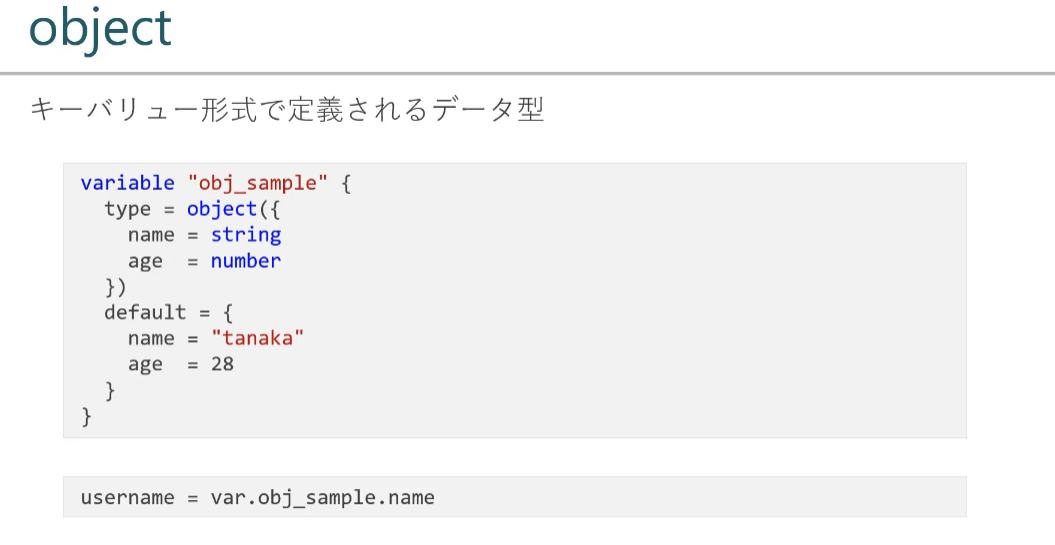 object
キーバリュー形式で定義されるデータ型
variable "obj_sample" {
  type = object({
    name = string
    age  = number
  })
  default = {
    name = "tanaka"
    age  = 28
  }
}
username = var.obj_sample.name